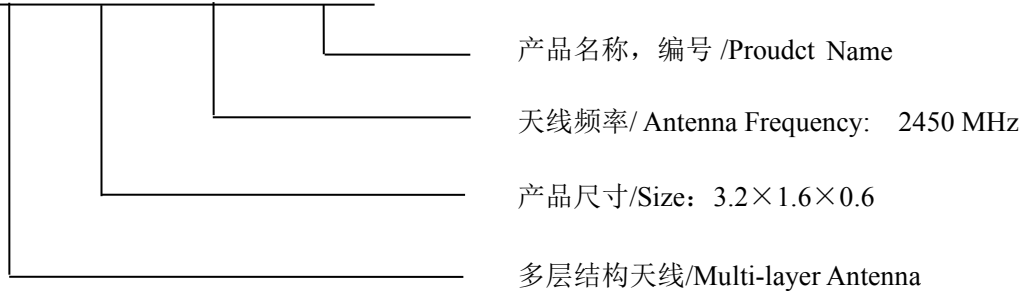 产品名称，编号 /Proudct Name
天线频率/ Antenna Frequency: 2450 MHz
产品尺寸/Size：3.2×1.6×0.6
多层结构天线/Multi-layer Antenna